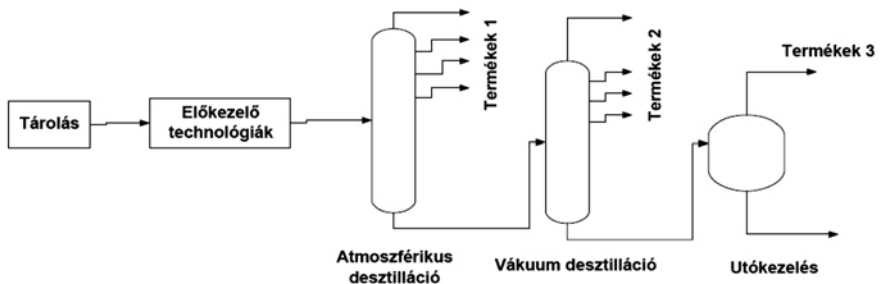 Tárolás
Előkezelő
technológiák
Termékek 1
Termékek 2
Termékek 3
Atmoszférikus
desztilláció
Vákuum desztilláció
Utókezelés